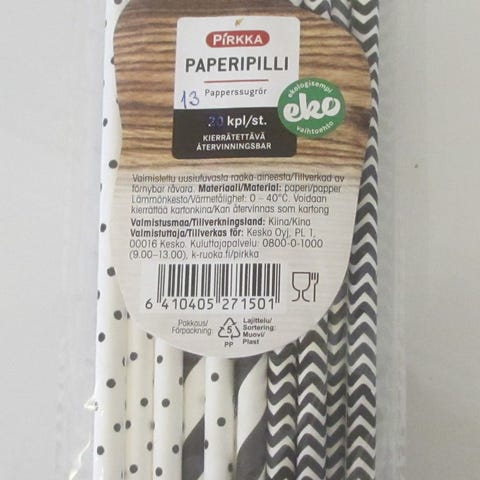 PIRKKA
PAPERIPILLI
Papperssugrör
13
20 kpl/st.
KIERRÄTETTÄVÄ
ÅTERVINNINGSBAR
ekologisempi
eko
vaihtoehto
Valmistettu uusiutuvasta raaka-aineesta/Tillverkad av
förnybar råvara. Materiaali/Material: paperi/papper
Lämmönkesto/Värmetålighet: 0 – 40°C. Voidaan
kierrättää kartonkina/Kan återvinnas som kartong
Valmistusmaa/Tillverkningsland: Kiina/Kina
Valmistuttaja/Tillverkas för: Kesko Oyj, PL 1,
00016 Kesko. Kuluttajapalvelu: 0800-0-1000
(9.00–13.00), k-ruoka.fi/pirkka
6 410405 271501
Pakkaus/
Förpackning:
5
PP
Lajittelu/
Sortering:
Muovi/
Plast